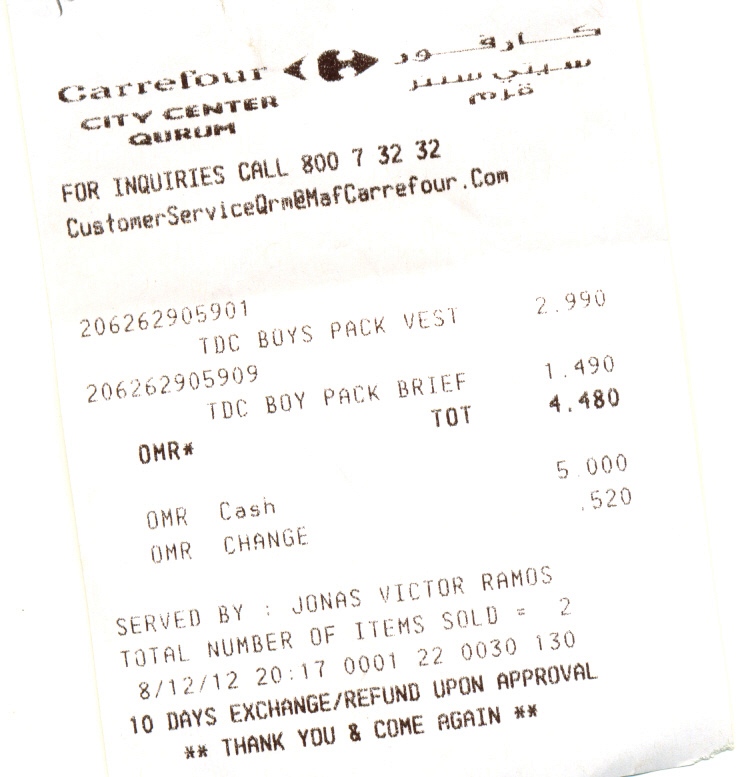 Carrefour كارفور
CITY CENTER سيتي سنتر
QURUM قرم
FOR INQUIRIES CALL 800 7 32 32
CustomerServiceQrm@MafCarrefour.Com
206262905901
TDC BOYS PACK VEST 2.990
206262905909
TDC BOY PACK BRIEF 1.490
OMR* TOT 4.480
OMR Cash 5.000
OMR CHANGE .520
SERVED BY : JONAS VICTOR RAMOS
TOTAL NUMBER OF ITEMS SOLD = 2
8/12/12 20:17 0001 22 0030 130
10 DAYS EXCHANGE/REFUND UPON APPROVAL
** THANK YOU & COME AGAIN **